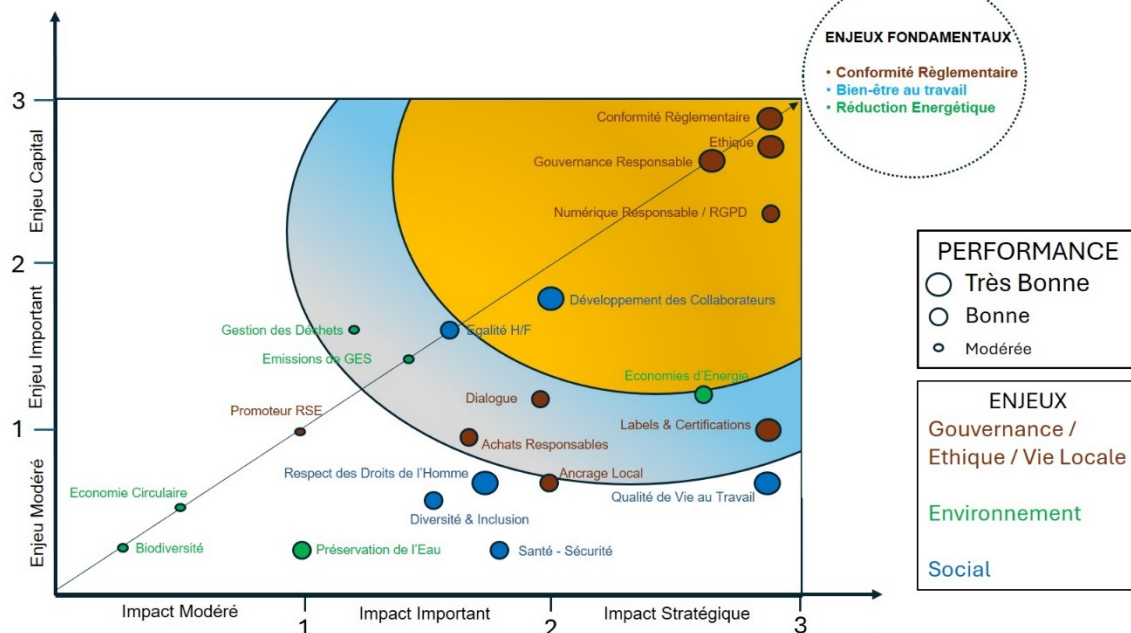 ENJEUX FONDAMENTAUX
• Conformité Règlementaire
• Bien-être au travail
• Réduction Energétique
3
2
1
Enjeu Capital
Enjeu Important
Enjeu Modéré
Conformité Règlementaire
Ethique
Gouvernance Responsable
Numérique Responsable / RGPD
Développement des Collaborateurs
Gestion des Déchets
Egalité H/F
Emissions de GES
Economies d'Energie
Dialogue
Promoteur RSE
Labels & Certifications
Achats Responsables
Respect des Droits de l'Homme
Ancrage Local
Economie Circulaire
Qualité de Vie au Travail
Diversité & Inclusion
Biodiversité
Préservation de l'Eau
Santé - Sécurité
Impact Modéré
1
Impact Important
2
Impact Stratégique
3
PERFORMANCE
Très Bonne
Bonne
Modérée
ENJEUX
Gouvernance /
Ethique / Vie Locale
Environnement
Social